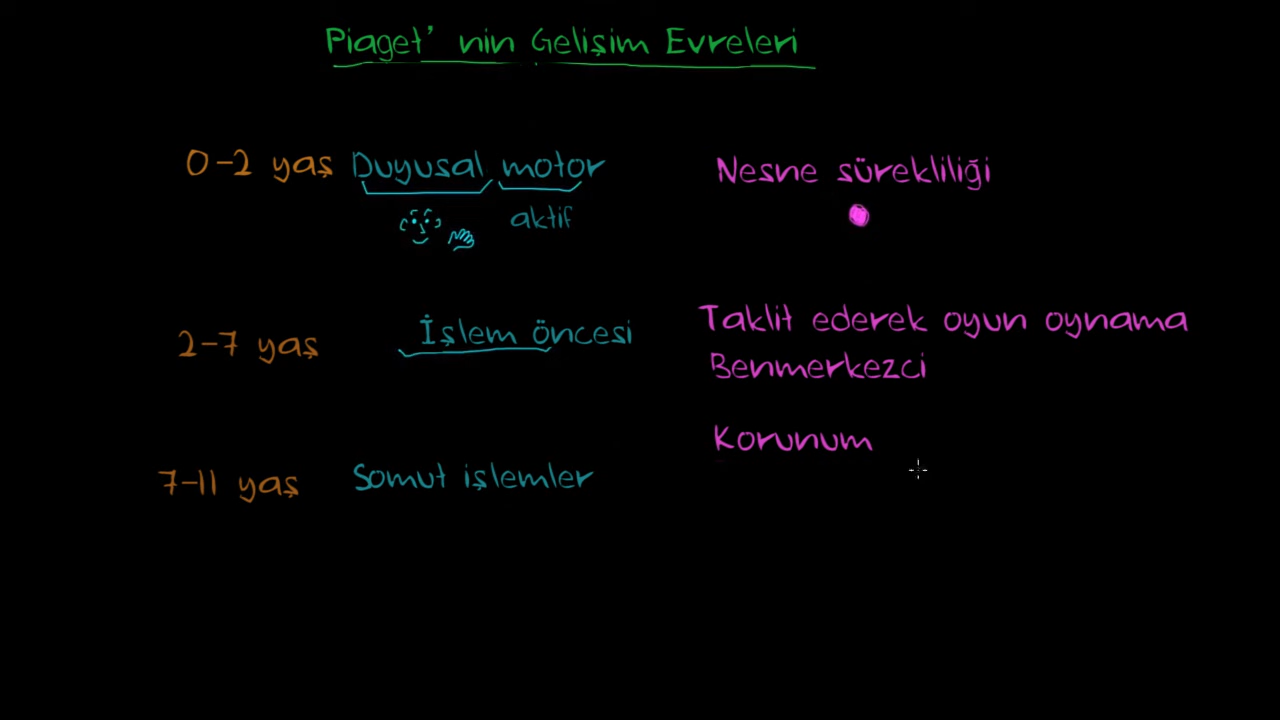 Piaget' nin Gelişim Evreleri
0-2 yaş Duyusal motor Nesne sürekliliği
aktif
2-7 yaş İşlem öncesi Taklit ederek oyun oynama
Benmerkezci
Korunum
7-11 yaş Somut işlemler